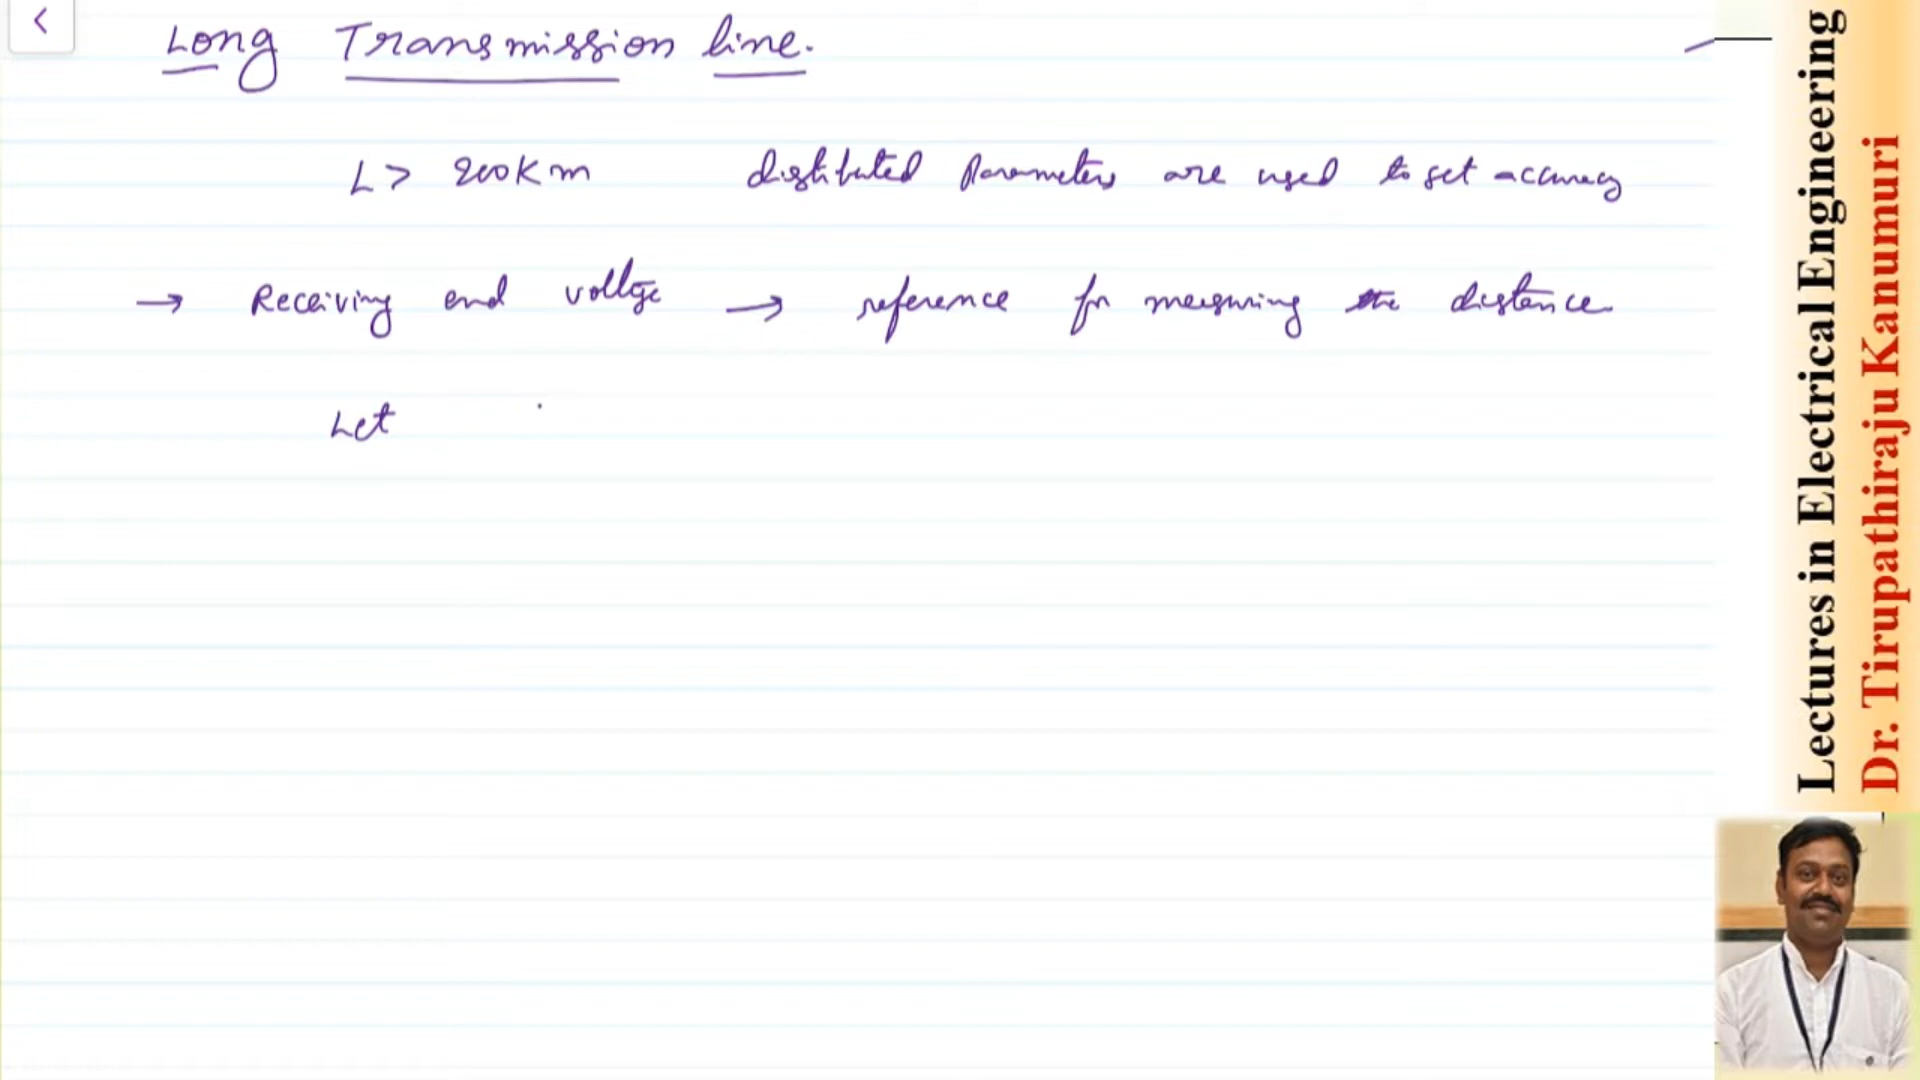 Long Transmission line.
L > 200Km distibuted Parameters are used to get accuracy
→ Receiving end voltage → reference for measuring the distance
Let
Lectures in Electrical Engineering
Dr. Tirupathiraju Kanumuri